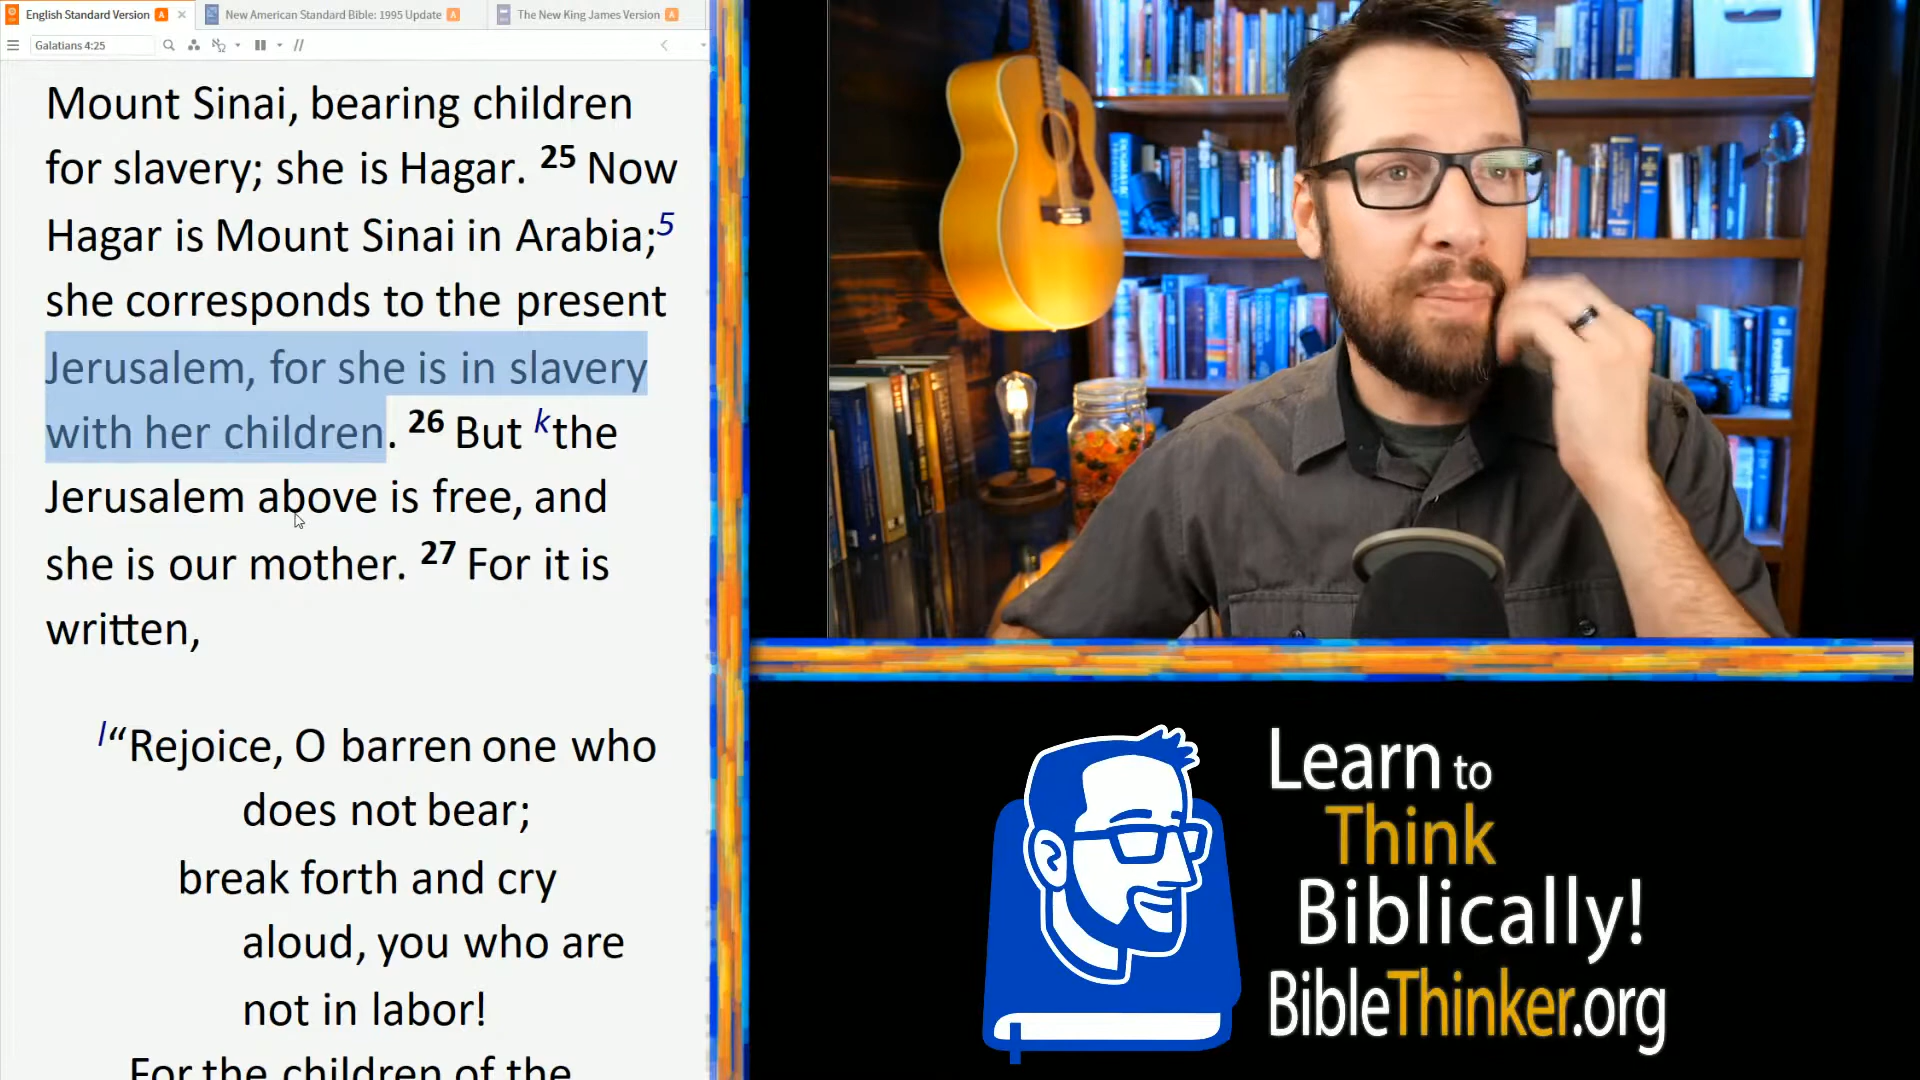 English Standard Version A
New American Standard Bible: 1995 Update A
The New King James Version A
Galatians 4:25
Mount Sinai, bearing children
for slavery; she is Hagar. 25 Now
Hagar is Mount Sinai in Arabia;5
she corresponds to the present
Jerusalem, for she is in slavery
with her children. 26 But k the
Jerusalem above is free, and
she is our mother. 27 For it is
written,
l “Rejoice, O barren one who
does not bear;
break forth and cry
aloud, you who are
not in labor!
For the children of the
Learn to
Think
Biblically!
BibleThinker.org